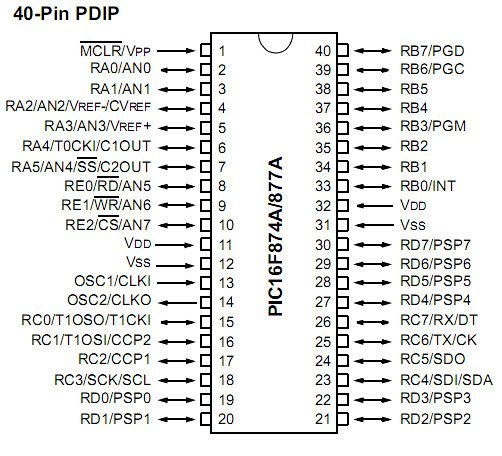 40-Pin PDIP
MCLR/VPP 1 40 RB7/PGD
RA0/AN0 2 39 RB6/PGC
RA1/AN1 3 38 RB5
RA2/AN2/VREF-/CVREF 4 37 RB4
RA3/AN3/VREF+ 5 36 RB3/PGM
RA4/T0CKI/C1OUT 6 35 RB2
RA5/AN4/SS/C2OUT 7 34 RB1
RE0/RD/AN5 8 33 RB0/INT
RE1/WR/AN6 9 32 VDD
RE2/CS/AN7 10 31 VSS
VDD 11 30 RD7/PSP7
VSS 12 29 RD6/PSP6
OSC1/CLKI 13 28 RD5/PSP5
OSC2/CLKO 14 27 RD4/PSP4
RC0/T1OSO/T1CKI 15 26 RC7/RX/DT
RC1/T1OSI/CCP2 16 25 RC6/TX/CK
RC2/CCP1 17 24 RC5/SDO
RC3/SCK/SCL 18 23 RC4/SDI/SDA
RD0/PSP0 19 22 RD3/PSP3
RD1/PSP1 20 21 RD2/PSP2
PIC16F874A/877A